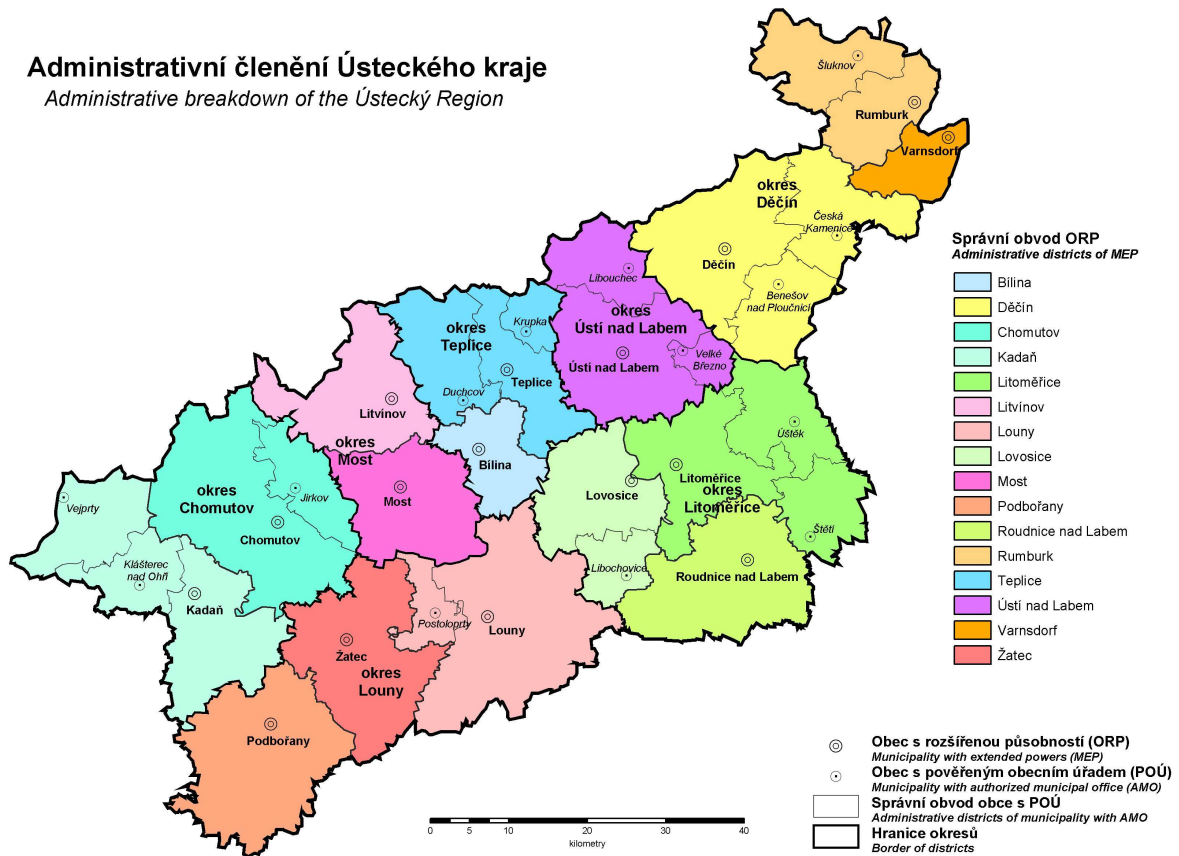 Administrativní členění Ústeckého kraje
Administrative breakdown of the Ústecký Region
Šluknov
Rumburk
Varnsdorf
okres
Děčín
Česká
Kamenice
Děčín
Benešov
nad Ploučnicí
Libouchec
okres
Ústí nad Labem
Ústí nad Labem
Velké
Březno
okres
Teplice
Krupka
Teplice
Duchcov
Bílina
Litvínov
okres
Most
Most
okres
Chomutov
Jirkov
Chomutov
Vejprty
Klášterec
nad Ohří
Kadaň
Úštěk
Litoměřice
okres
Litoměřice
Lovosice
Štětí
Libochovice
Roudnice nad Labem
Postoloprty
Louny
Žatec
okres
Louny
Podbořany
Správní obvod ORP
Administrative districts of MEP
Bílina
Děčín
Chomutov
Kadaň
Litoměřice
Litvínov
Louny
Lovosice
Most
Podbořany
Roudnice nad Labem
Rumburk
Teplice
Ústí nad Labem
Varnsdorf
Žatec
Obec s rozšířenou působností (ORP)
Municipality with extended powers (MEP)
Obec s pověřeným obecním úřadem (POÚ)
Municipality with authorized municipal office (AMO)
Správní obvod obce s POÚ
Administrative districts of municipality with AMO
Hranice okresů
Border of districts
0 5 10 20 30 40
kilometry